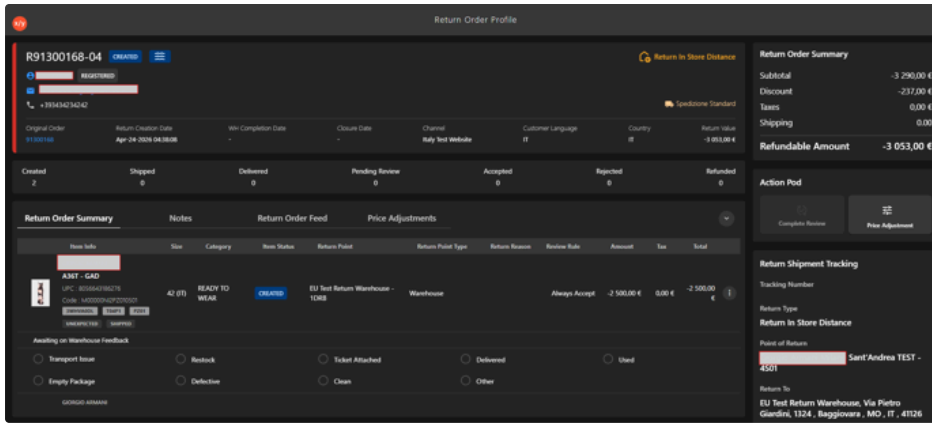 Return Order Profile
R91300168-04 CREATED
Return In Store Distance
REGISTERED
+393434234242
Spedizione Standard
Original Order Return Creation Date WH Completion Date Closure Date Channel Customer Language Country Return Value
91300168 Apr-24-2026 04:38:08 - - Italy Test Website IT IT -3 053,00 €
Created Shipped Delivered Pending Review Accepted Rejected Refunded
2 0 0 0 0 0 0
Return Order Summary Notes Return Order Feed Price Adjustments
Item Info Size Category Item Status Return Point Return Point Type Return Reason Review Rule Amount Tax Total
A36T - GAD
UPC : 8056843186276
42 (IT) READY TO WEAR CREATED EU Test Return Warehouse - 1DR8 Warehouse Always Accept -2 500,00 € 0,00 € -2 500,00 €
UNEXPECTED SHIPPED
Awaiting on Warehouse Feedback
Transport Issue Restock Ticket Attached Delivered Used
Empty Package Defective Clean Other
GIORGIO ARMANI
Return Order Summary
Subtotal -3 290,00 €
Discount -237,00 €
Taxes 0,00 €
Shipping 0.00
Refundable Amount -3 053,00 €
Action Pod
Complete Review Price Adjustment
Return Shipment Tracking
Tracking Number
Return Type
Return In Store Distance
Point of Return
Sant'Andrea TEST -
4S01
Return To
EU Test Return Warehouse, Via Pietro
Giardini, 1324 , Baggiovara , MO , IT , 41126